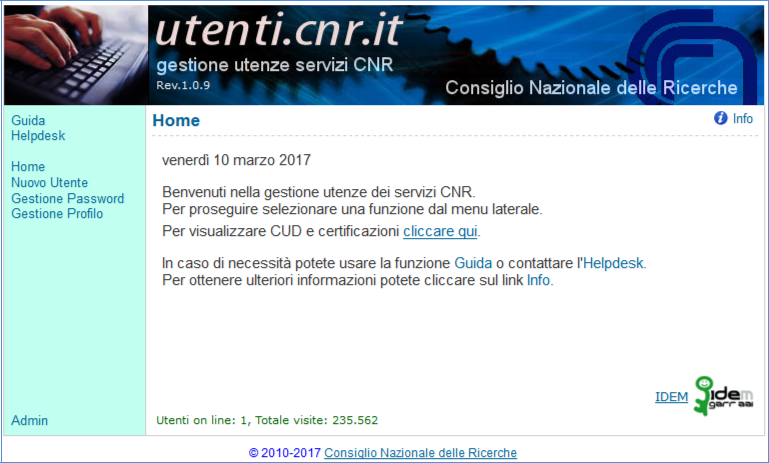 utenti.cnr.it
gestione utenze servizi CNR
Rev.1.0.9
Consiglio Nazionale delle Ricerche
Guida
Helpdesk
Home
Nuovo Utente
Gestione Password
Gestione Profilo
Admin
Home
Info
venerdì 10 marzo 2017
Benvenuti nella gestione utenze dei servizi CNR.
Per proseguire selezionare una funzione dal menu laterale.
Per visualizzare CUD e certificazioni cliccare qui.
In caso di necessità potete usare la funzione Guida o contattare l'Helpdesk.
Per ottenere ulteriori informazioni potete cliccare sul link Info.
IDEM
idem
garr aai
Utenti on line: 1, Totale visite: 235.562
© 2010-2017 Consiglio Nazionale delle Ricerche